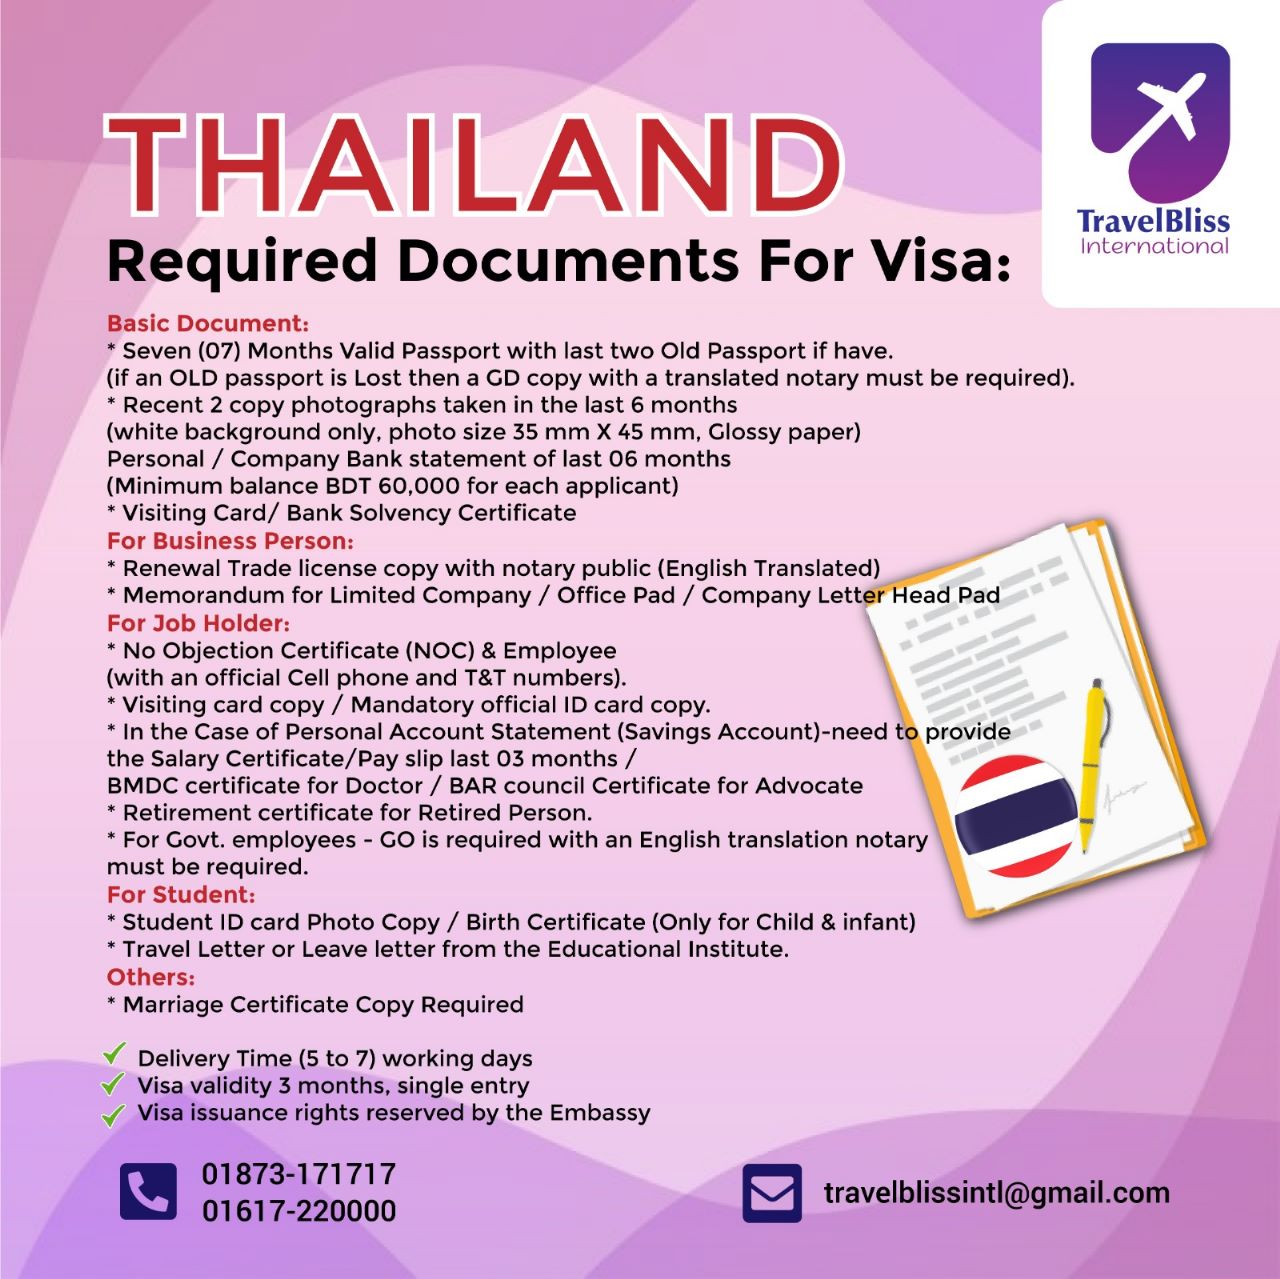 TravelBliss
International
THAILAND
Required Documents For Visa:
Basic Document:
* Seven (07) Months Valid Passport with last two Old Passport if have.
(if an OLD passport is Lost then a GD copy with a translated notary must be required).
* Recent 2 copy photographs taken in the last 6 months
(white background only, photo size 35 mm X 45 mm, Glossy paper)
Personal / Company Bank statement of last 06 months
(Minimum balance BDT 60,000 for each applicant)
* Visiting Card/ Bank Solvency Certificate
For Business Person:
* Renewal Trade license copy with notary public (English Translated)
* Memorandum for Limited Company / Office Pad / Company Letter Head Pad
For Job Holder:
* No Objection Certificate (NOC) & Employee
(with an official Cell phone and T&T numbers).
* Visiting card copy / Mandatory official ID card copy.
* In the Case of Personal Account Statement (Savings Account)-need to provide
the Salary Certificate/Pay slip last 03 months /
BMDC certificate for Doctor / BAR council Certificate for Advocate
* Retirement certificate for Retired Person.
* For Govt. employees - GO is required with an English translation notary
must be required.
For Student:
* Student ID card Photo Copy / Birth Certificate (Only for Child & infant)
* Travel Letter or Leave letter from the Educational Institute.
Others:
* Marriage Certificate Copy Required
Delivery Time (5 to 7) working days
Visa validity 3 months, single entry
Visa issuance rights reserved by the Embassy
01873-171717
01617-220000
travelblissintl@gmail.com